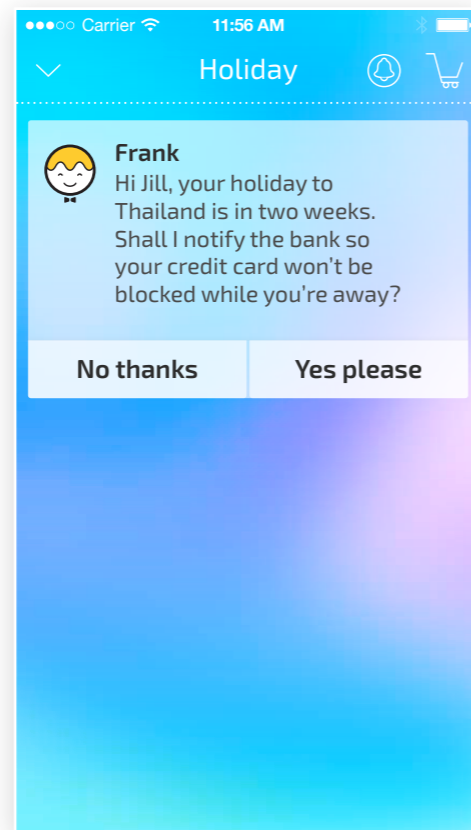 Carrier 11:56 AM
Holiday
Frank
Hi Jill, your holiday to
Thailand is in two weeks.
Shall I notify the bank so
your credit card won’t be
blocked while you’re away?
No thanks Yes please